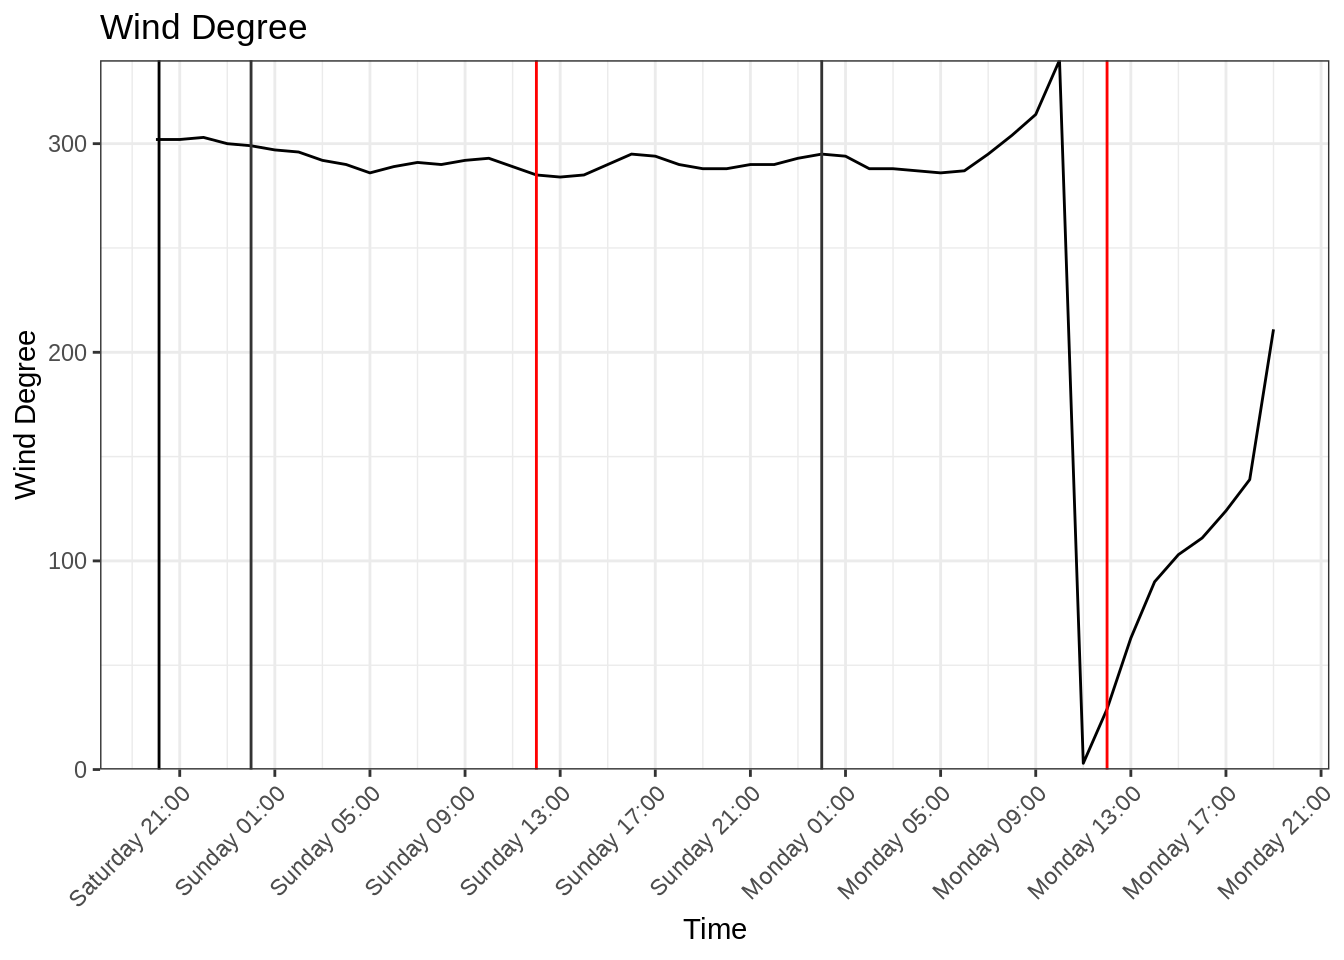 Wind Degree
Wind Degree
300
200
100
0
Saturday 21:00
Sunday 01:00
Sunday 05:00
Sunday 09:00
Sunday 13:00
Sunday 17:00
Sunday 21:00
Monday 01:00
Monday 05:00
Monday 09:00
Monday 13:00
Monday 17:00
Monday 21:00
Time